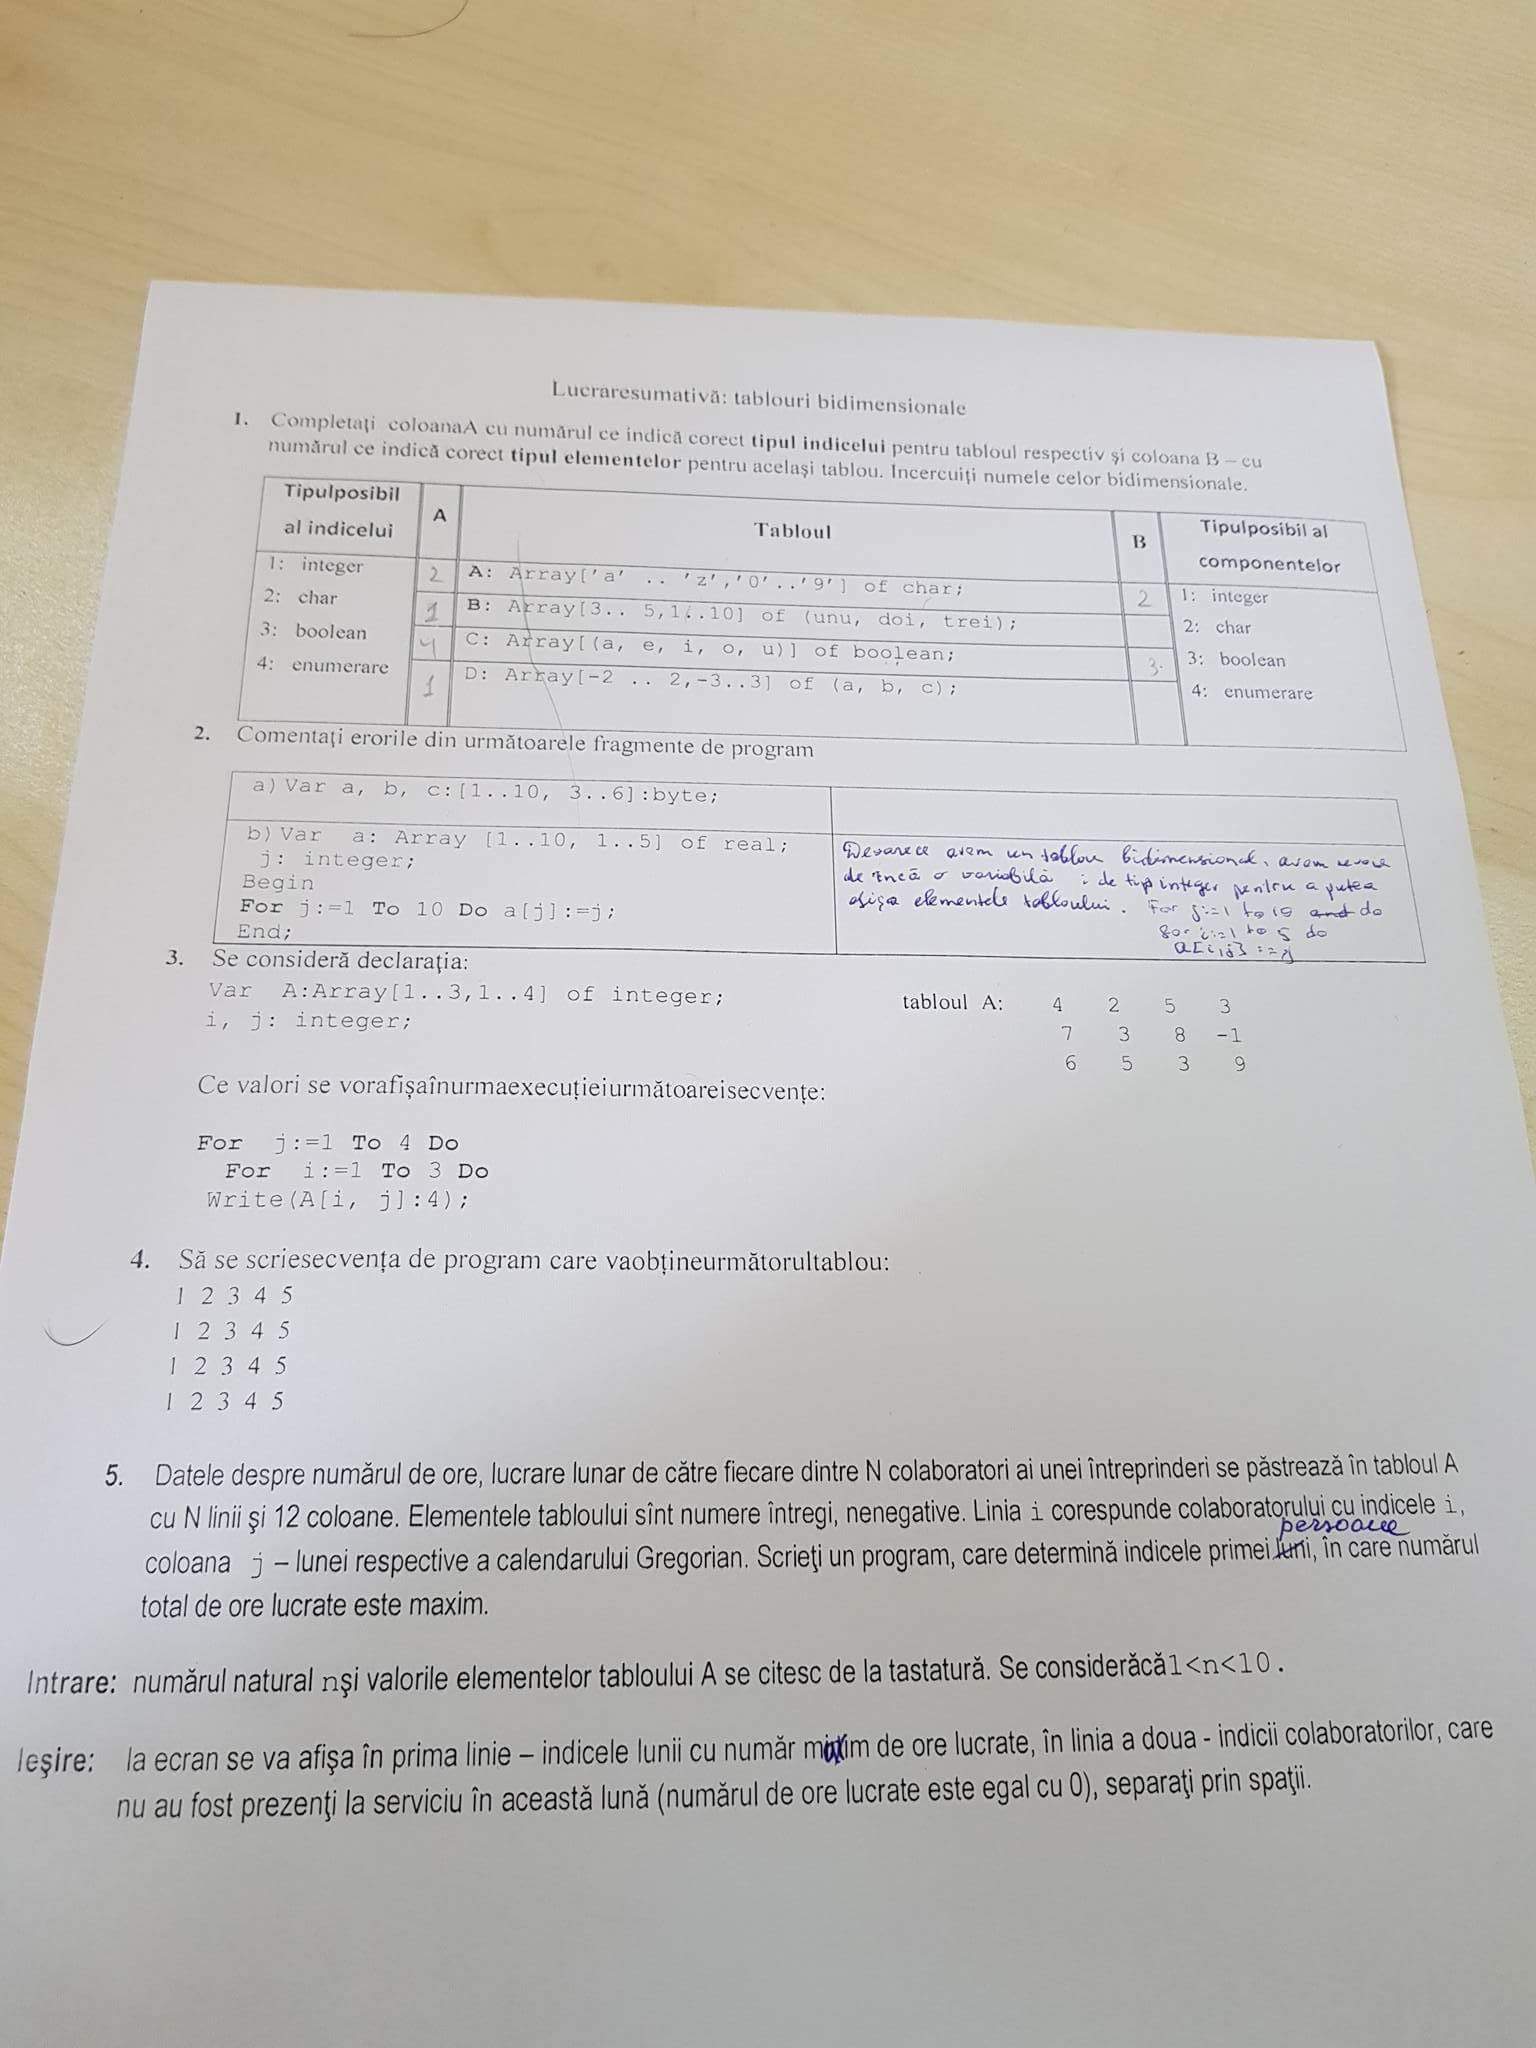 Lucraresumativă: tablouri bidimensionale
1. Completaţi coloanaA cu numărul ce indică corect tipul indicelui pentru tabloul respectiv şi coloana B – cu
numărul ce indică corect tipul elementelor pentru acelaşi tablou. Incercuiţi numele celor bidimensionale.
Tipulposibil
al indicelui
A
Tabloul
B
Tipulposibil al
componentelor
1: integer
2: char
3: boolean
4: enumerare
2
1
4
1
A: Array['a' .. 'z','0'..'9'] of char;
B: Array[3.. 5,1..10] of (unu, doi, trei);
C: Array[(a, e, i, o, u)] of boolean;
D: Array[-2 .. 2,-3..3] of (a, b, c);
2
3.
1: integer
2: char
3: boolean
4: enumerare
2. Comentaţi erorile din următoarele fragmente de program
a) Var a, b, c:[1..10, 3..6]:byte;
b) Var a: Array [1..10, 1..5] of real;
j: integer;
Begin
For j:=1 To 10 Do a[j]:=j;
End;
Deoarece avem un tablou bidimensional, avem nevoie
de încă o variabilă i de tip integer pentru a putea
afișa elementele tabloului. For j:=1 to 10 and do
for i:=1 to 5 do
a[i,j] :=j
3. Se consideră declaraţia:
Var A:Array[1..3,1..4] of integer;
i, j: integer;
tabloul A: 4 2 5 3
7 3 8 -1
6 5 3 9
Ce valori se vorafişaînurmaexecuţieiurmătoareisecvenţe:
For j:=1 To 4 Do
For i:=1 To 3 Do
Write(A[i, j]:4);
4. Să se scriesecvenţa de program care vaobţineurmătorultablou:
1 2 3 4 5
1 2 3 4 5
1 2 3 4 5
1 2 3 4 5
5. Datele despre numărul de ore, lucrare lunar de către fiecare dintre N colaboratori ai unei întreprinderi se păstrează în tabloul A
cu N linii şi 12 coloane. Elementele tabloului sînt numere întregi, nenegative. Linia i corespunde colaboratorului cu indicele i,
persoane
coloana j – lunei respective a calendarului Gregorian. Scrieţi un program, care determină indicele primei luni, în care numărul
total de ore lucrate este maxim.
Intrare: numărul natural nşi valorile elementelor tabloului A se citesc de la tastatură. Se considerăcă1<n<10.
Ieşire: la ecran se va afişa în prima linie – indicele lunii cu număr maxim de ore lucrate, în linia a doua - indicii colaboratorilor, care
nu au fost prezenţi la serviciu în această lună (numărul de ore lucrate este egal cu 0), separaţi prin spaţii.